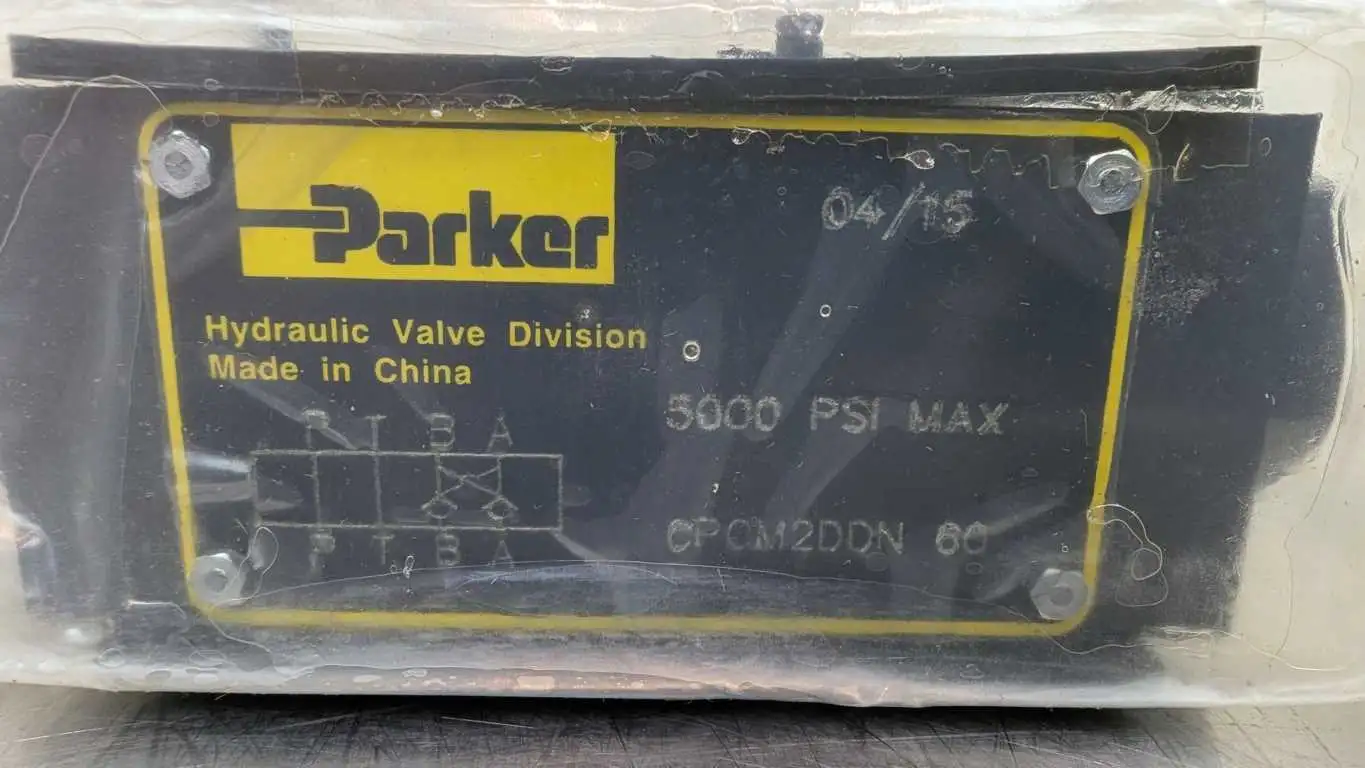 Parker
04/15
Hydraulic Valve Division
Made in China
P T B A
5000 PSI MAX
P T B A
CPOM2DDN 60